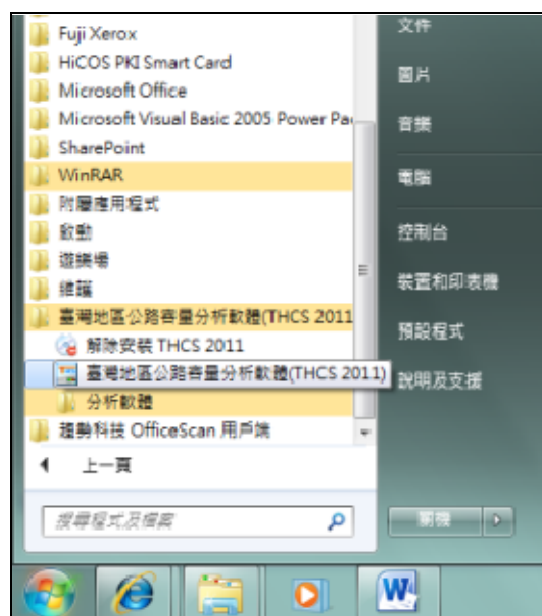 Fuji Xerox
HiCOS PKI Smart Card
Microsoft Office
Microsoft Visual Basic 2005 Power Pa
SharePoint
WinRAR
附屬應用程式
啟動
遊樂場
維護
臺灣地區公路容量分析軟體(THCS 2011
解除安裝 THCS 2011
臺灣地區公路容量分析軟體(THCS 2011)
分析軟體
趨勢科技 OfficeScan 用戶端
上一頁
搜尋程式及檔案
文件
圖片
音樂
電腦
控制台
裝置和印表機
預設程式
說明及支援
關機